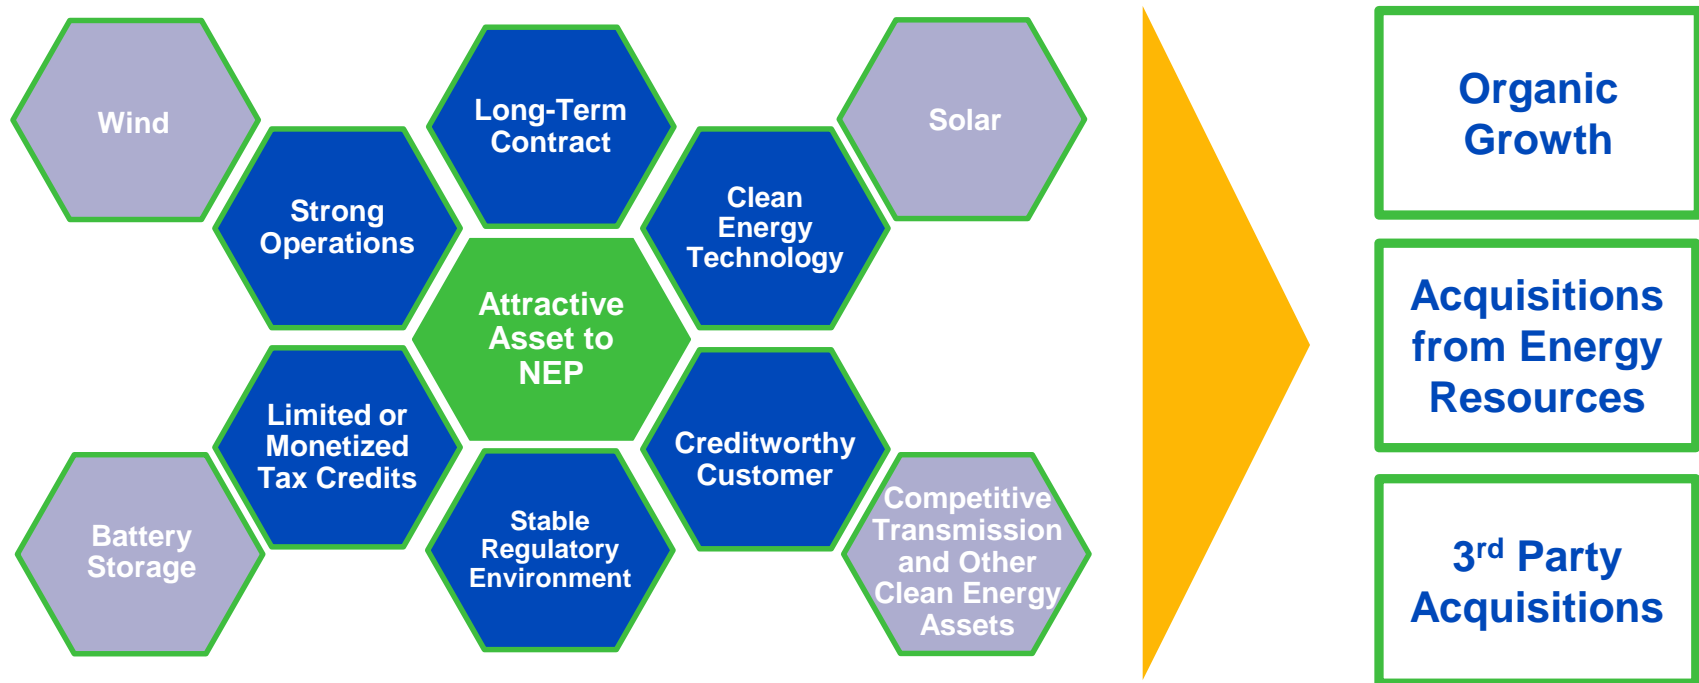 Wind
Long-Term
Contract
Solar
Strong
Operations
Clean
Energy
Technology
Attractive
Asset to
NEP
Limited or
Monetized
Tax Credits
Creditworthy
Customer
Battery
Storage
Stable
Regulatory
Environment
Competitive
Transmission
and Other
Clean Energy
Assets
Organic
Growth
Acquisitions
from Energy
Resources
3rd Party
Acquisitions